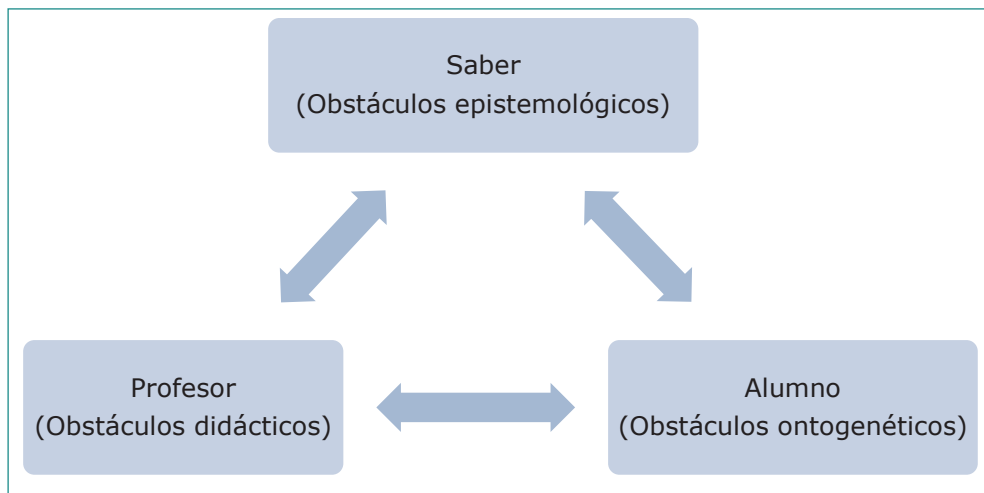 Saber
(Obstáculos epistemológicos)
Profesor
(Obstáculos didácticos)
Alumno
(Obstáculos ontogenéticos)